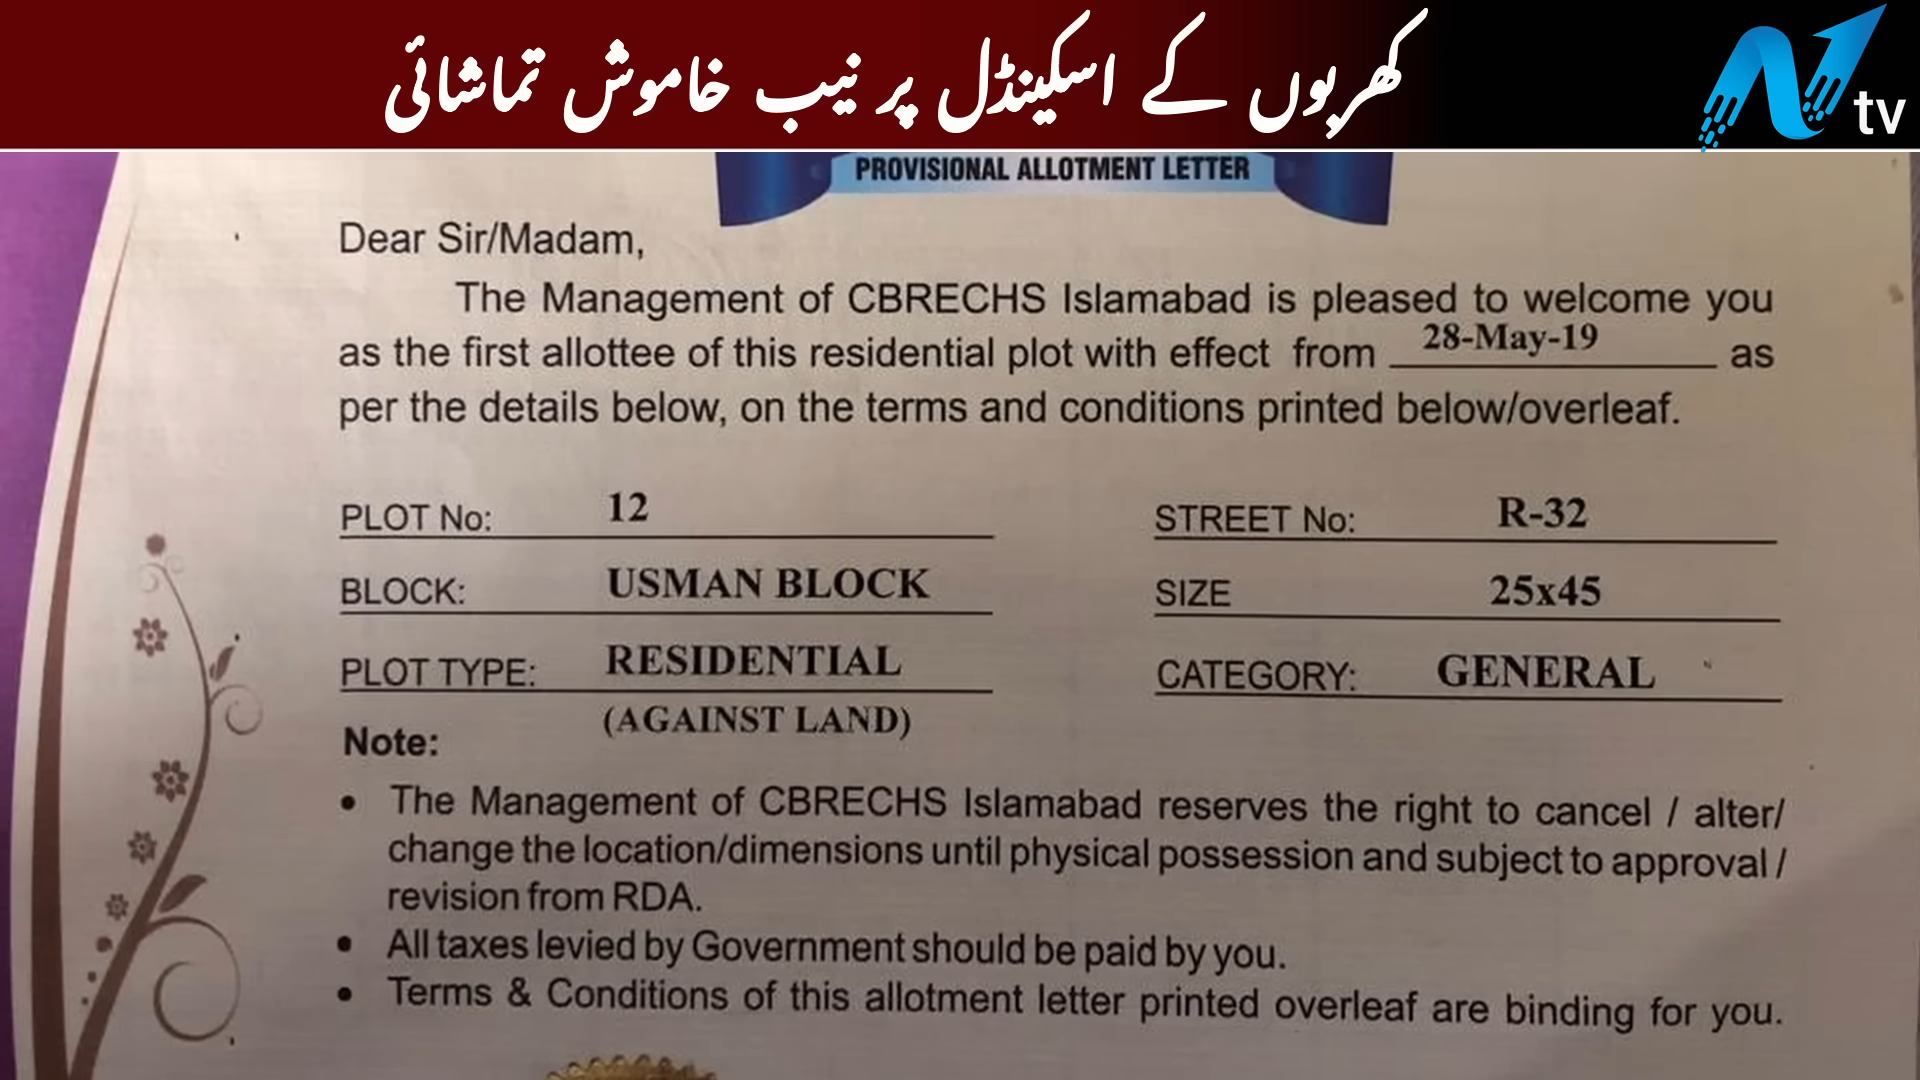 کھربوں کے اسکینڈل پر نیب خاموش تماشائی
tv
PROVISIONAL ALLOTMENT LETTER
Dear Sir/Madam,
The Management of CBRECHS Islamabad is pleased to welcome you
as the first allottee of this residential plot with effect from 28-May-19 as
per the details below, on the terms and conditions printed below/overleaf.
PLOT No: 12 STREET No: R-32
BLOCK: USMAN BLOCK SIZE 25x45
PLOT TYPE: RESIDENTIAL CATEGORY: GENERAL
(AGAINST LAND)
Note:
• The Management of CBRECHS Islamabad reserves the right to cancel / alter/
change the location/dimensions until physical possession and subject to approval /
revision from RDA.
• All taxes levied by Government should be paid by you.
• Terms & Conditions of this allotment letter printed overleaf are binding for you.